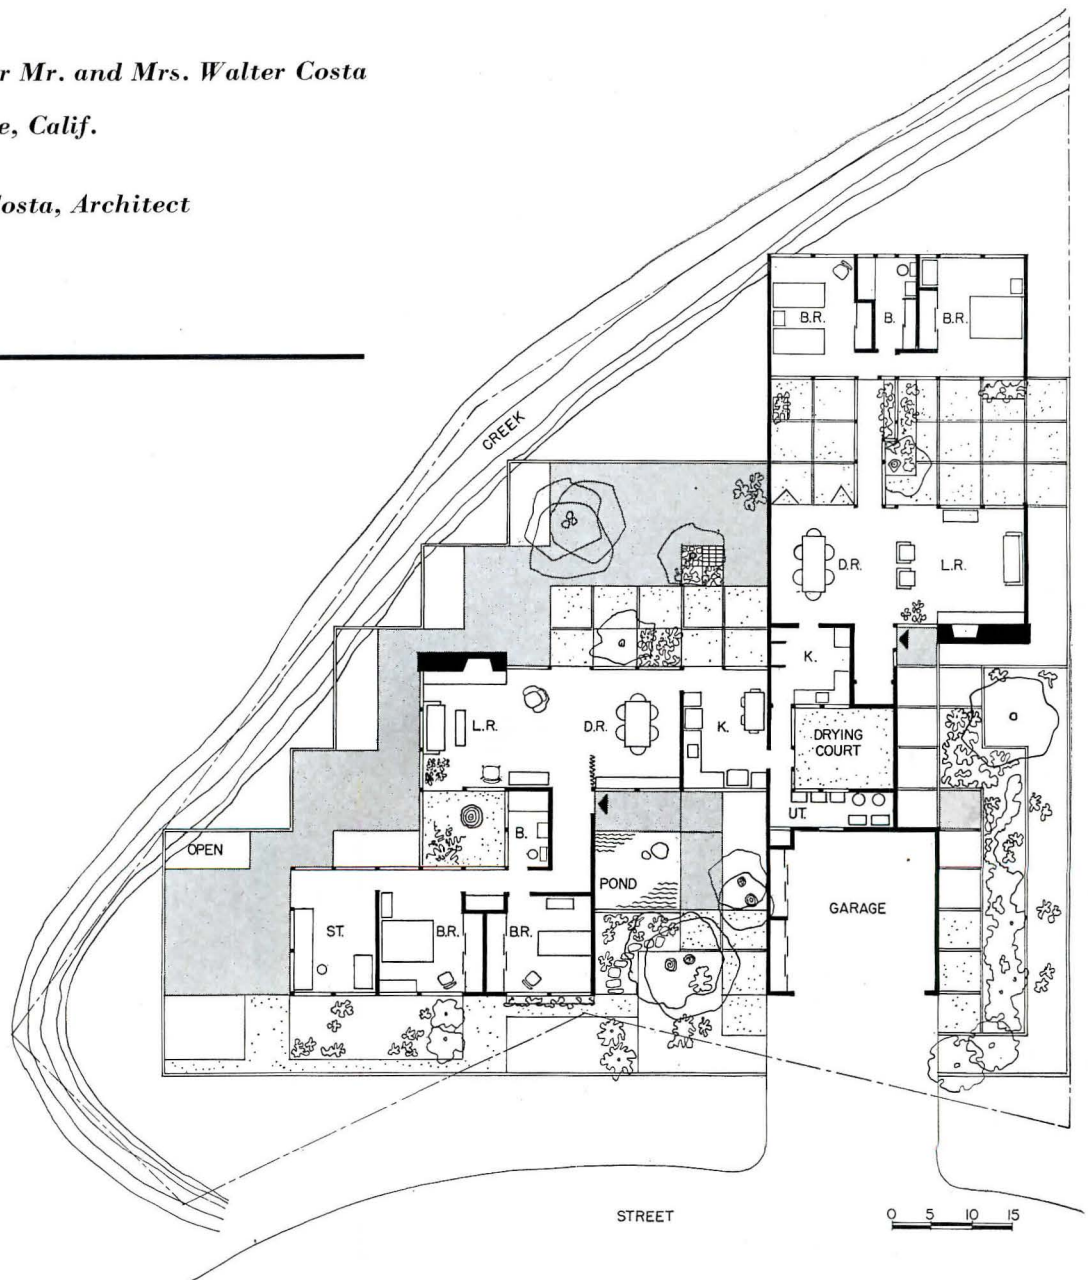 Mr. and Mrs. Walter Costa
Calif.
Costa, Architect
B.R.
B.
B.R.
CREEK
D.R.
L.R.
K.
L.R.
D.R.
K.
DRYING
COURT
UT.
B.
OPEN
POND
GARAGE
ST.
B.R.
B.R.
STREET
0 5 10 15